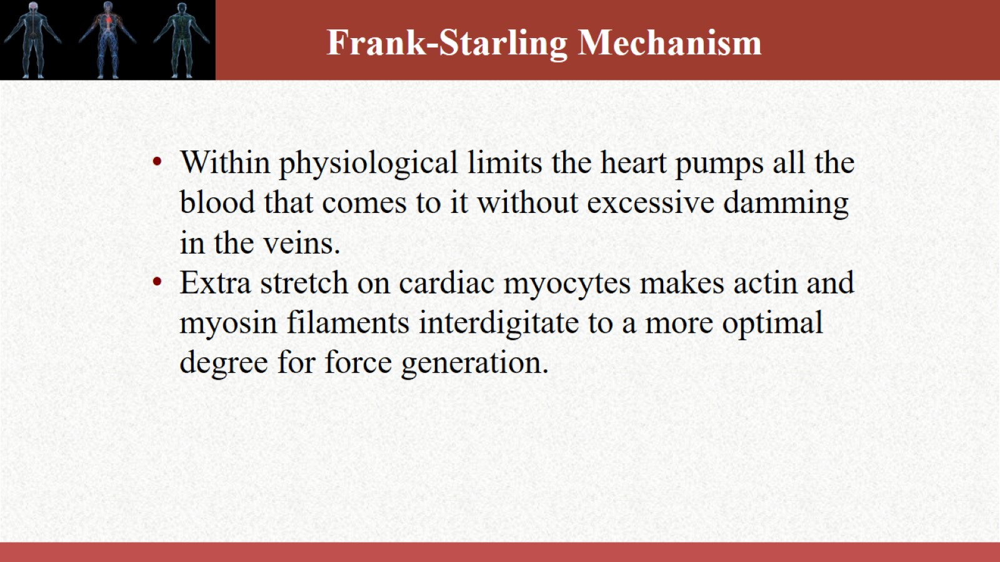 Frank-Starling Mechanism
• Within physiological limits the heart pumps all the
blood that comes to it without excessive damming
in the veins.
• Extra stretch on cardiac myocytes makes actin and
myosin filaments interdigitate to a more optimal
degree for force generation.